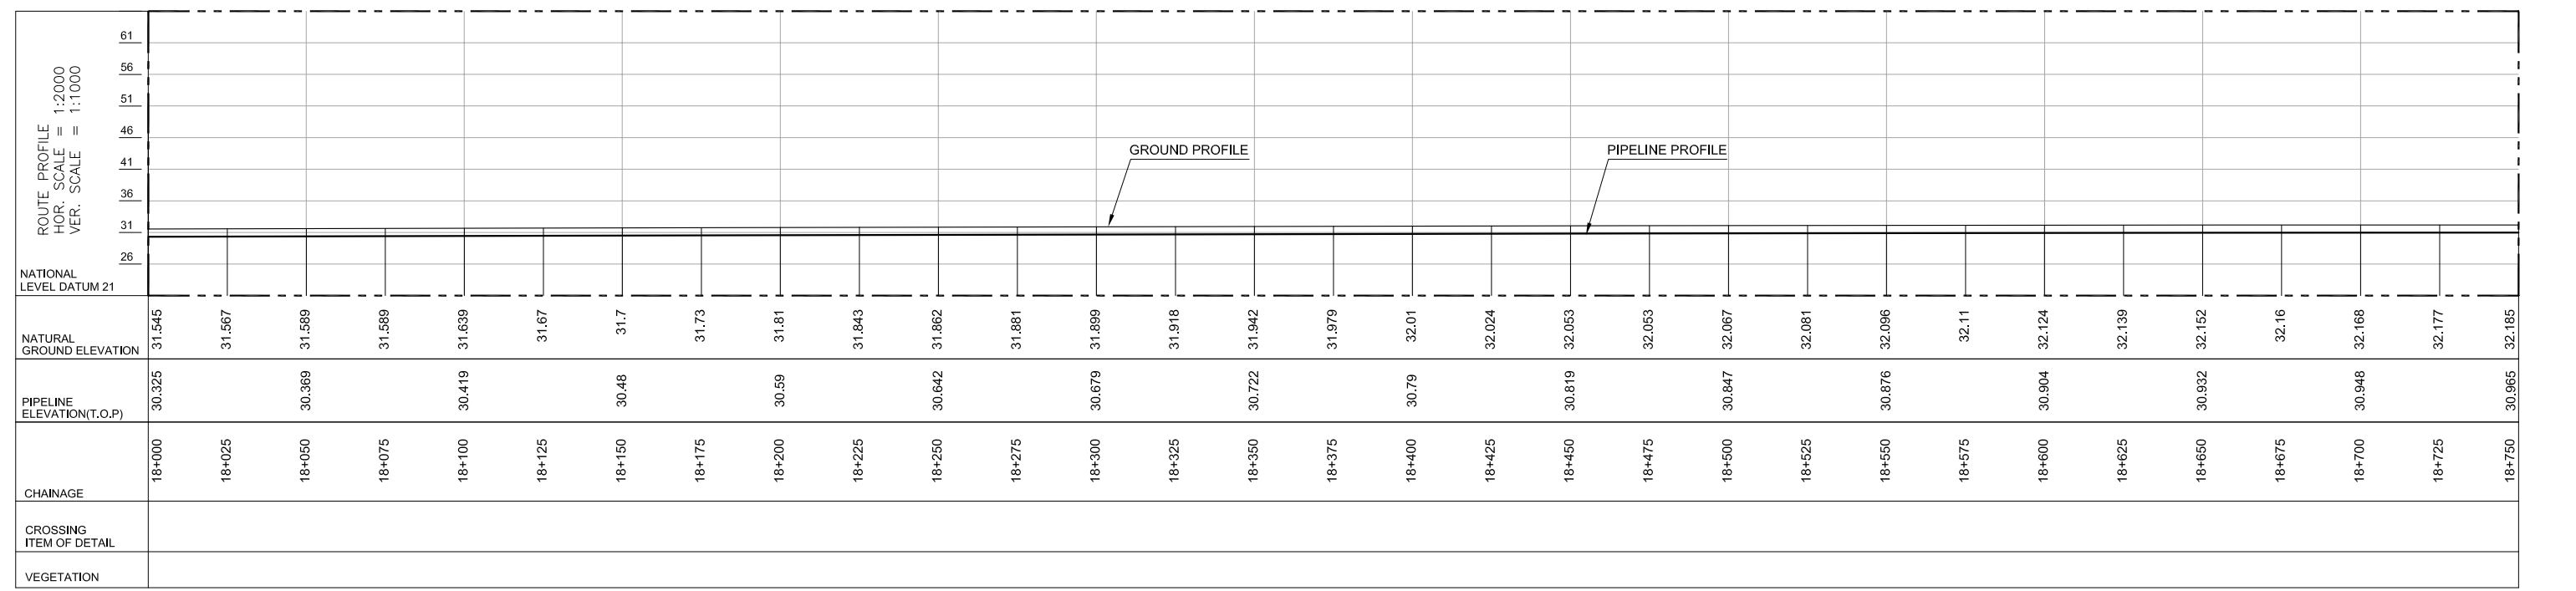 61
56
51
46
41
36
31
26
ROUTE PROFILE
HOR. SCALE = 1:2000
VER. SCALE = 1:1000
GROUND PROFILE
PIPELINE PROFILE
NATIONAL
LEVEL DATUM 21
NATURAL
GROUND ELEVATION
31.545 31.567 31.589 31.589 31.639 31.67 31.7 31.73 31.81 31.843 31.862 31.881 31.899 31.918 31.942 31.979 32.01 32.024 32.053 32.053 32.067 32.081 32.096 32.11 32.124 32.139 32.152 32.16 32.168 32.177 32.185
PIPELINE
ELEVATION(T.O.P)
30.325 30.369 30.419 30.48 30.59 30.642 30.679 30.722 30.79 30.819 30.847 30.876 30.904 30.932 30.948 30.965
18+000 18+025 18+050 18+075 18+100 18+125 18+150 18+175 18+200 18+225 18+250 18+275 18+300 18+325 18+350 18+375 18+400 18+425 18+450 18+475 18+500 18+525 18+550 18+575 18+600 18+625 18+650 18+675 18+700 18+725 18+750
CHAINAGE
CROSSING
ITEM OF DETAIL
VEGETATION